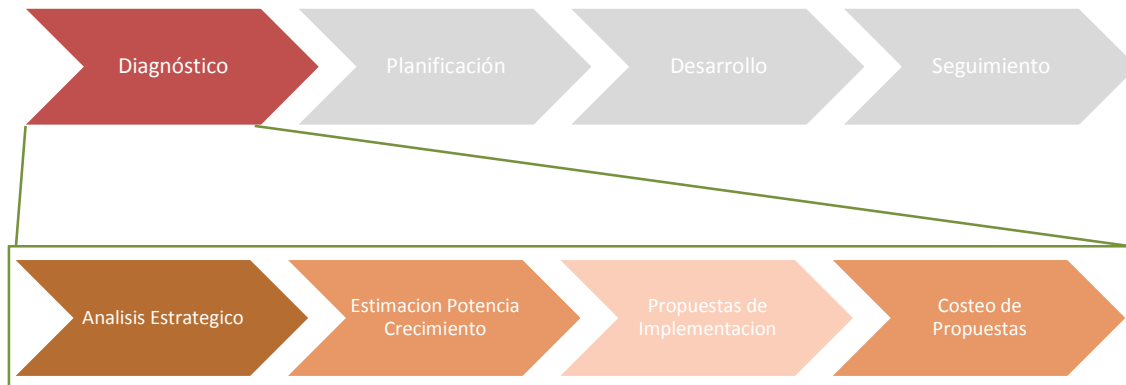 Diagnóstico
Planificación
Desarrollo
Seguimiento
Analisis Estrategico
Estimacion Potencia
Crecimiento
Propuestas de
Implementacion
Costeo de
Propuestas